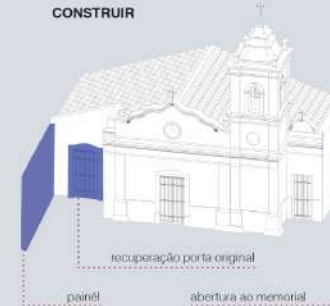 CONSTRUIR
recuperação porta original
painél
abertura ao memorial